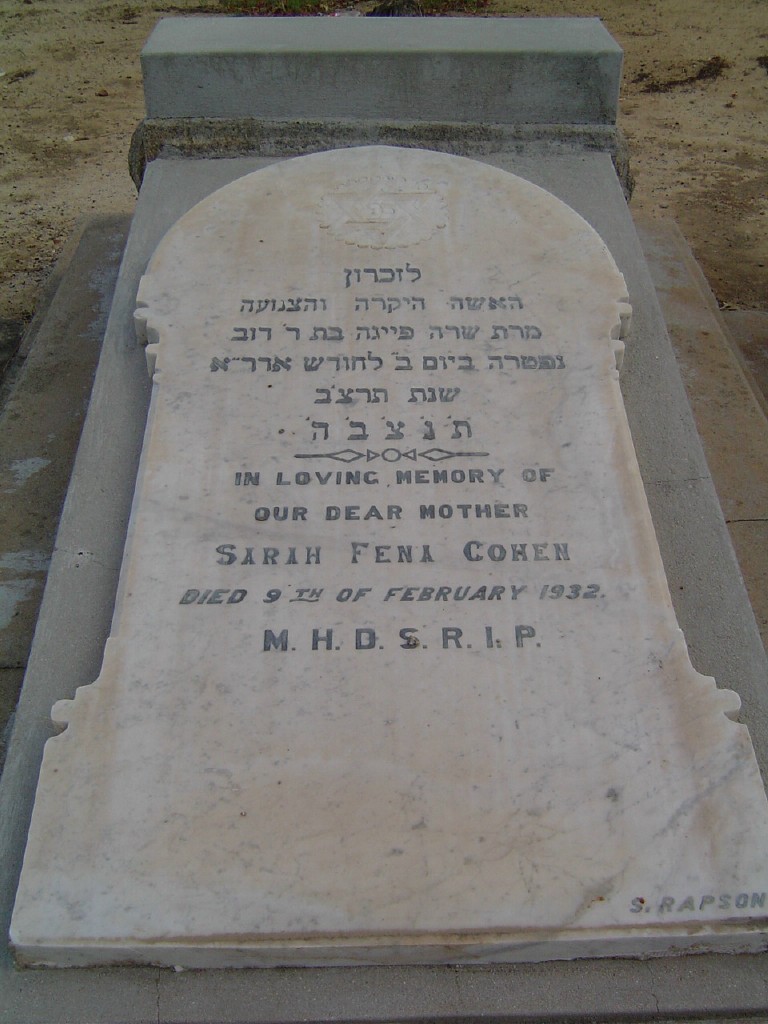 לזכרון
האשה היקרה והצנועה
מרת שרה פייגה בת ר' דוב
נפטרה ביום ב' לחודש אדר״א
שנת תרצ״ב
ת נ צ ב ה
IN LOVING MEMORY OF
OUR DEAR MOTHER
SARAH FENA COHEN
DIED 9TH OF FEBRUARY 1932.
M. H. D. S. R. I. P.
S. RAPSON